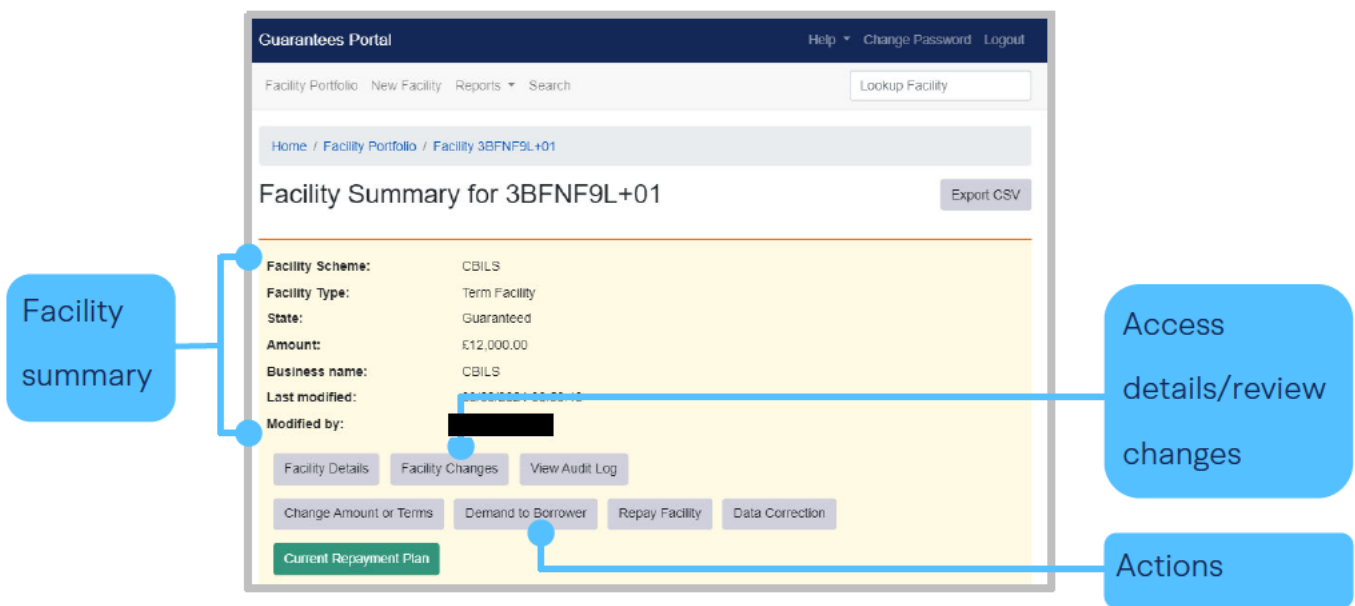 Guarantees Portal
Help Change Password Logout
Facility Portfolio New Facility Reports Search
Lookup Facility
Home / Facility Portfolio / Facility 3BFNF9L+01
Facility Summary for 3BFNF9L+01
Export CSV
Facility Scheme: CBILS
Facility Type: Term Facility
State: Guaranteed
Amount: £12,000.00
Business name: CBILS
Last modified:
Modified by:
Facility Details Facility Changes View Audit Log
Change Amount or Terms Demand to Borrower Repay Facility Data Correction
Current Repayment Plan
Facility
summary
Access
details/review
changes
Actions